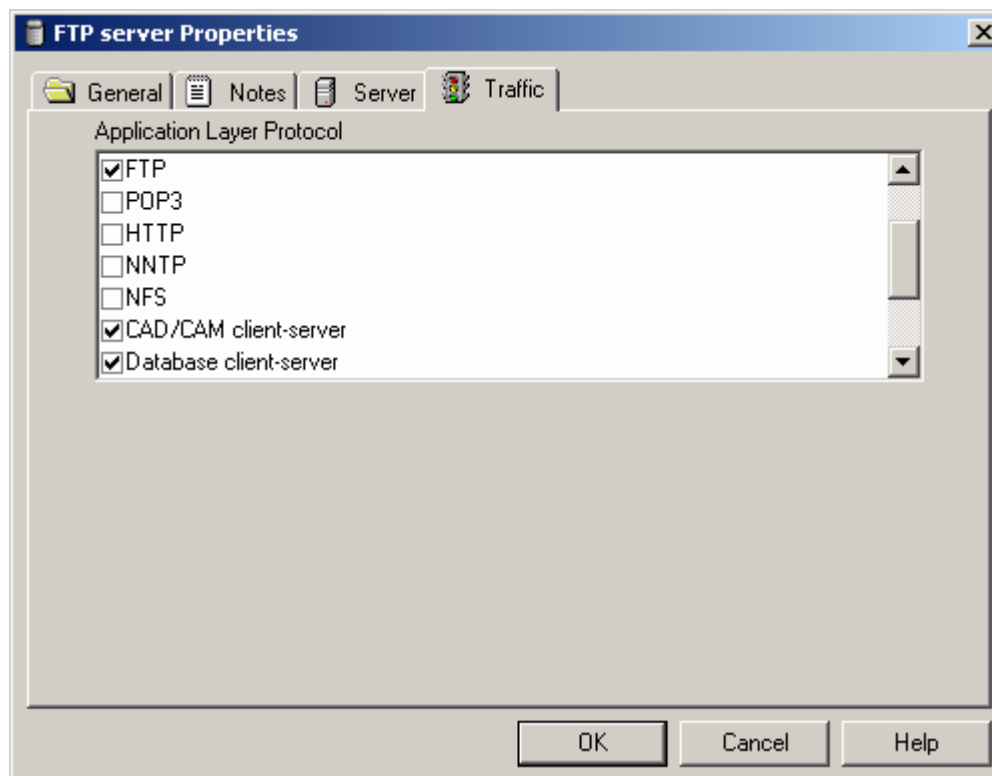 FTP server Properties
General Notes Server Traffic
Application Layer Protocol
FTP
POP3
HTTP
NNTP
NFS
CAD/CAM client-server
Database client-server
OK Cancel Help